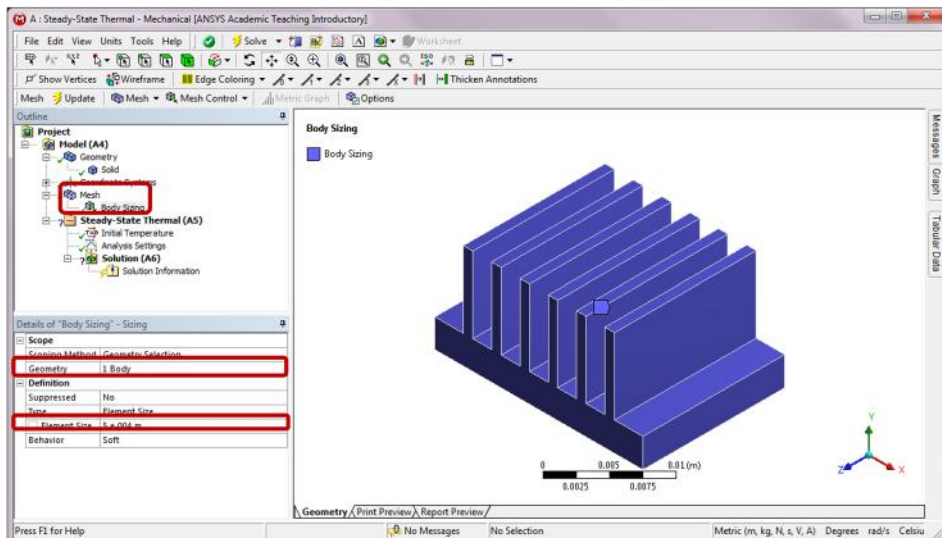 A : Steady-State Thermal - Mechanical [ANSYS Academic Teaching Introductory]
File Edit View Units Tools Help Solve Worksheet
Show Vertices Wireframe Edge Coloring Thicken Annotations
Mesh Update Mesh Mesh Control Metric Graph Options
Outline
Project
Model (A4)
Geometry
Solid
Coordinate Systems
Mesh
Body Sizing
Steady-State Thermal (A5)
Initial Temperature
Analysis Settings
Solution (A6)
Solution Information
Details of "Body Sizing" - Sizing
Scope
Scoping Method Geometry Selection
Geometry 1 Body
Definition
Suppressed No
Type Element Size
Element Size 5.e-004 m
Behavior Soft
Body Sizing
Body Sizing
0 0.005 0.01 (m)
0.0025 0.0075
Y
Z X
Geometry Print Preview Report Preview
Messages
Graph
Tabular Data
Press F1 for Help No Messages No Selection Metric (m, kg, N, s, V, A) Degrees rad/s Celsiu